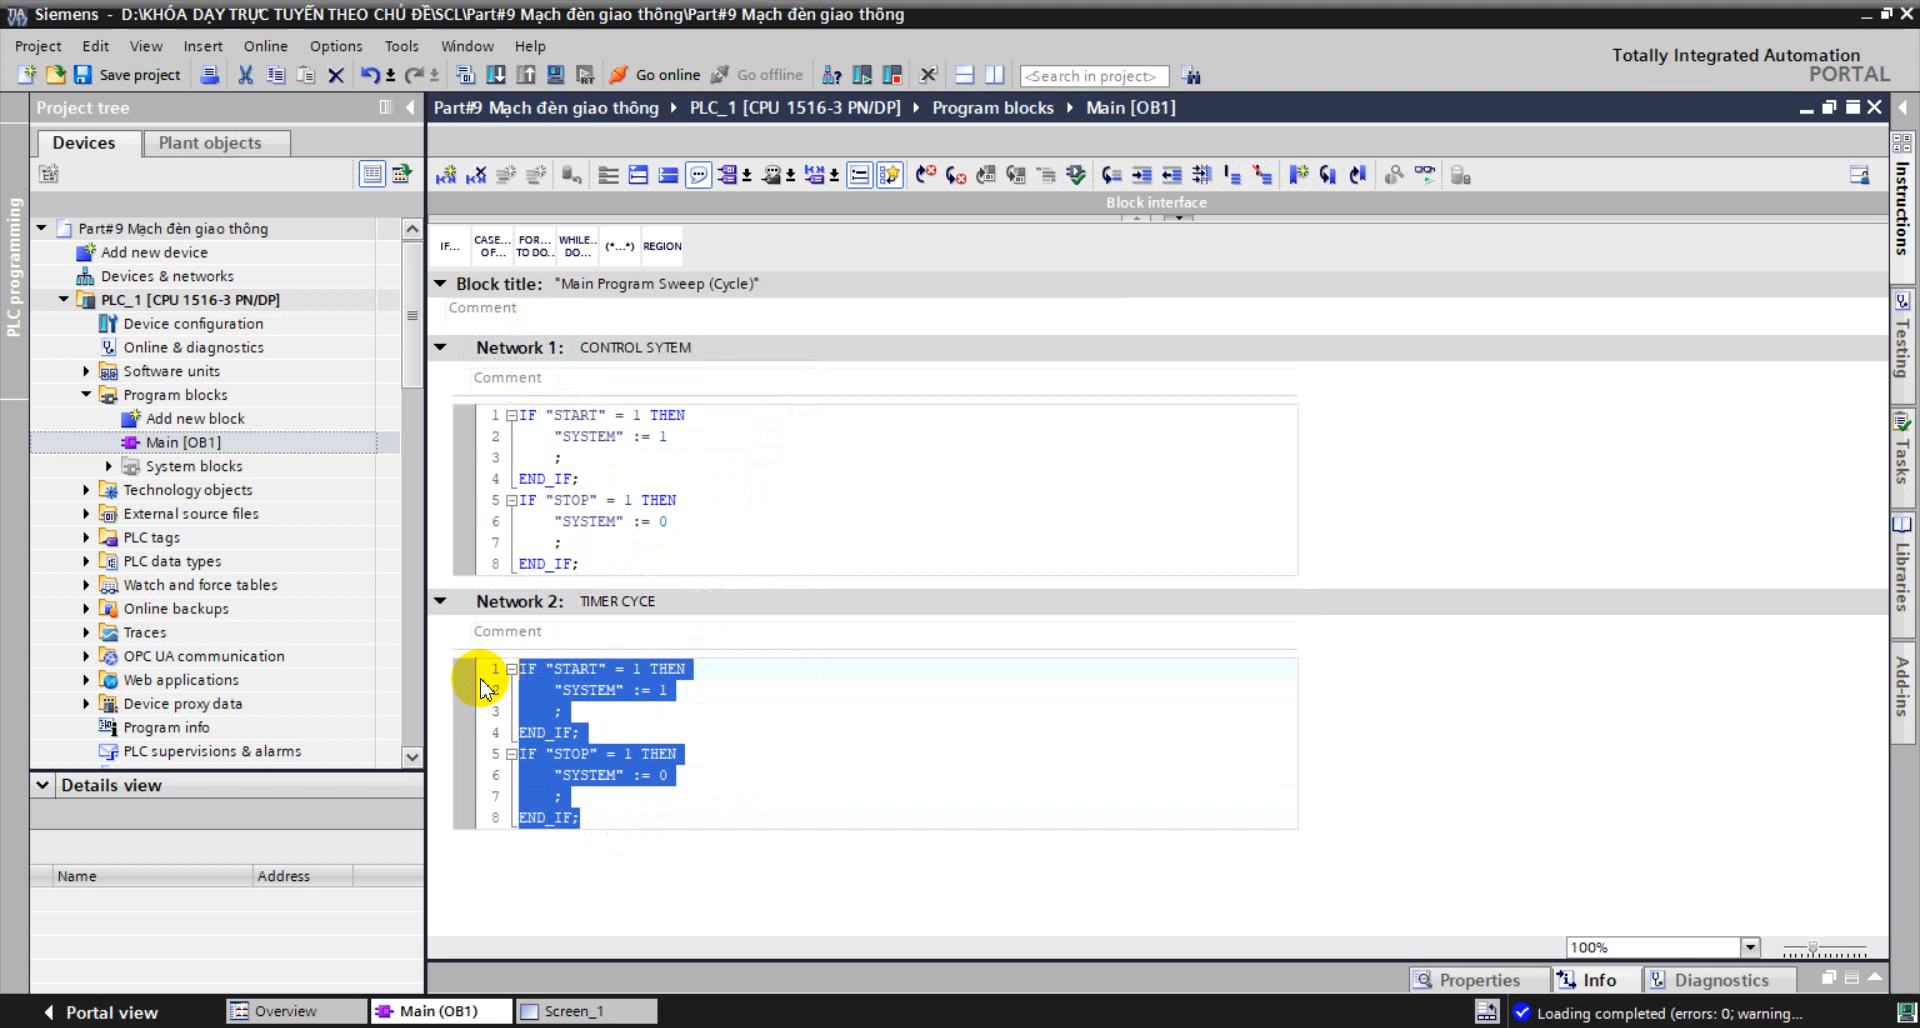 Siemens - D:\KHÓA DẠY TRỰC TUYẾN THEO CHỦ ĐỀ\SCL\Part#9 Mạch đèn giao thông\Part#9 Mạch đèn giao thông
Project Edit View Insert Online Options Tools Window Help
Totally Integrated Automation
PORTAL
Save project
Go online
Go offline
<Search in project>
Project tree
Part#9 Mạch đèn giao thông
PLC_1 [CPU 1516-3 PN/DP]
Program blocks
Main [OB1]
Devices
Plant objects
PLC programming
Part#9 Mạch đèn giao thông
Add new device
Devices & networks
PLC_1 [CPU 1516-3 PN/DP]
Device configuration
Online & diagnostics
Software units
Program blocks
Add new block
Main [OB1]
System blocks
Technology objects
External source files
PLC tags
PLC data types
Watch and force tables
Online backups
Traces
OPC UA communication
Web applications
Device proxy data
Program info
PLC supervisions & alarms
Details view
Name Address
Block interface
IF... CASE... OF... FOR... TO DO.. WHILE.. DO... (*...*) REGION
Block title: "Main Program Sweep (Cycle)"
Comment
Network 1: CONTROL SYTEM
Comment
1 IF "START" = 1 THEN
2 "SYSTEM" := 1
3 ;
4 END_IF;
5 IF "STOP" = 1 THEN
6 "SYSTEM" := 0
7 ;
8 END_IF;
Network 2: TIMER CYCE
Comment
1 IF "START" = 1 THEN
2 "SYSTEM" := 1
3 ;
4 END_IF;
5 IF "STOP" = 1 THEN
6 "SYSTEM" := 0
7 ;
8 END_IF;
100%
Properties
Info
Diagnostics
Instructions
Testing
Tasks
Libraries
Add-ins
Portal view
Overview
Main (OB1)
Screen_1
Loading completed (errors: 0; warning...